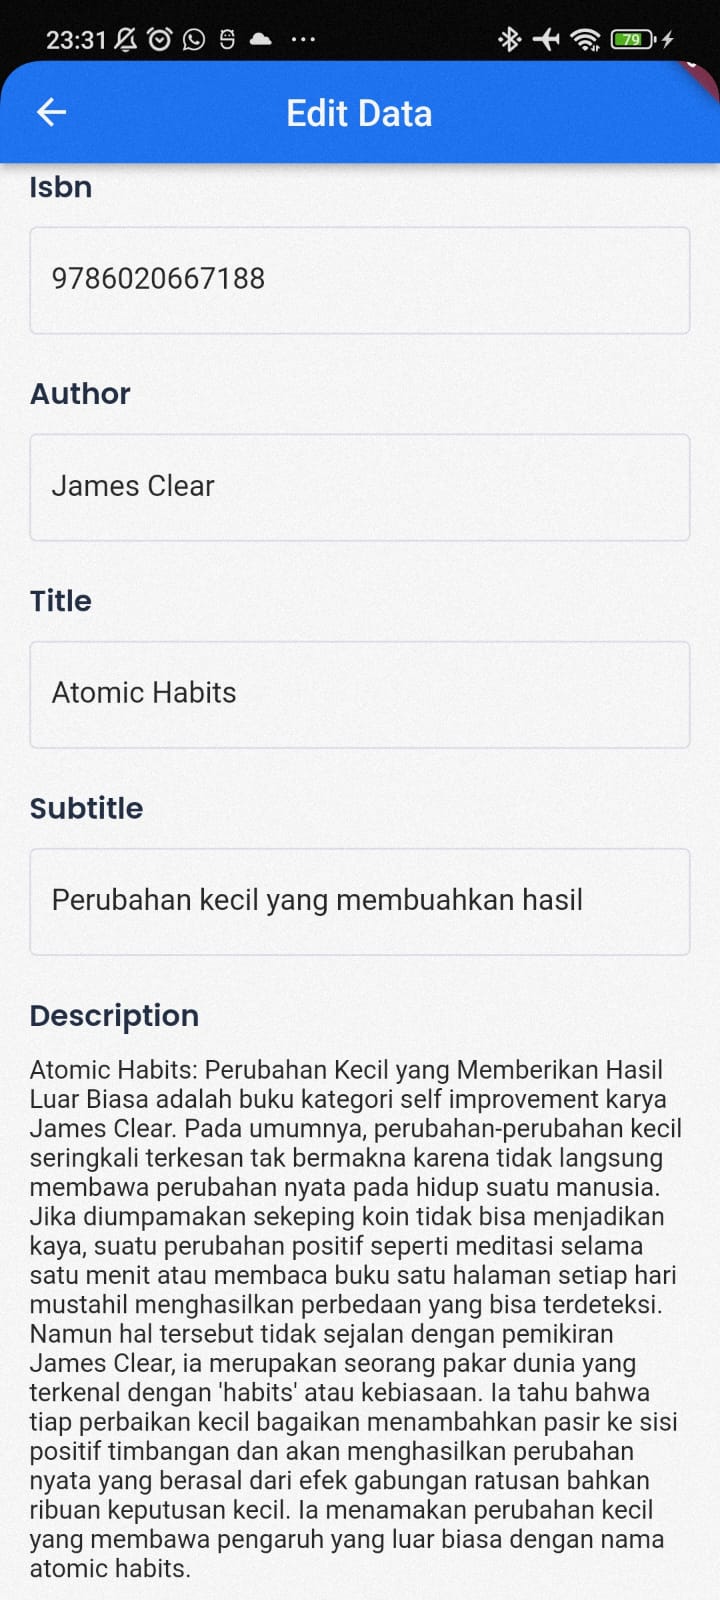 23:31
79
Edit Data
Isbn
9786020667188
Author
James Clear
Title
Atomic Habits
Subtitle
Perubahan kecil yang membuahkan hasil
Description
Atomic Habits: Perubahan Kecil yang Memberikan Hasil
Luar Biasa adalah buku kategori self improvement karya
James Clear. Pada umumnya, perubahan-perubahan kecil
seringkali terkesan tak bermakna karena tidak langsung
membawa perubahan nyata pada hidup suatu manusia.
Jika diumpamakan sekeping koin tidak bisa menjadikan
kaya, suatu perubahan positif seperti meditasi selama
satu menit atau membaca buku satu halaman setiap hari
mustahil menghasilkan perbedaan yang bisa terdeteksi.
Namun hal tersebut tidak sejalan dengan pemikiran
James Clear, ia merupakan seorang pakar dunia yang
terkenal dengan 'habits' atau kebiasaan. Ia tahu bahwa
tiap perbaikan kecil bagaikan menambahkan pasir ke sisi
positif timbangan dan akan menghasilkan perubahan
nyata yang berasal dari efek gabungan ratusan bahkan
ribuan keputusan kecil. Ia menamakan perubahan kecil
yang membawa pengaruh yang luar biasa dengan nama
atomic habits.